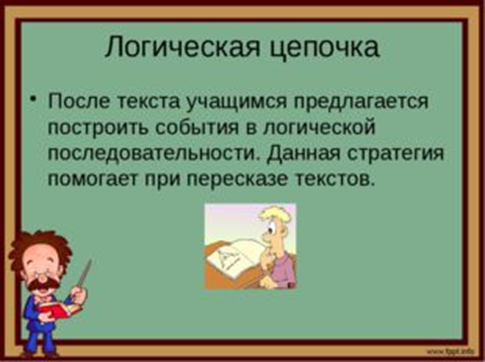 Логическая цепочка
• После текста учащимся предлагается
построить события в логической
последовательности. Данная стратегия
помогает при пересказе текстов.
www.fppt.info